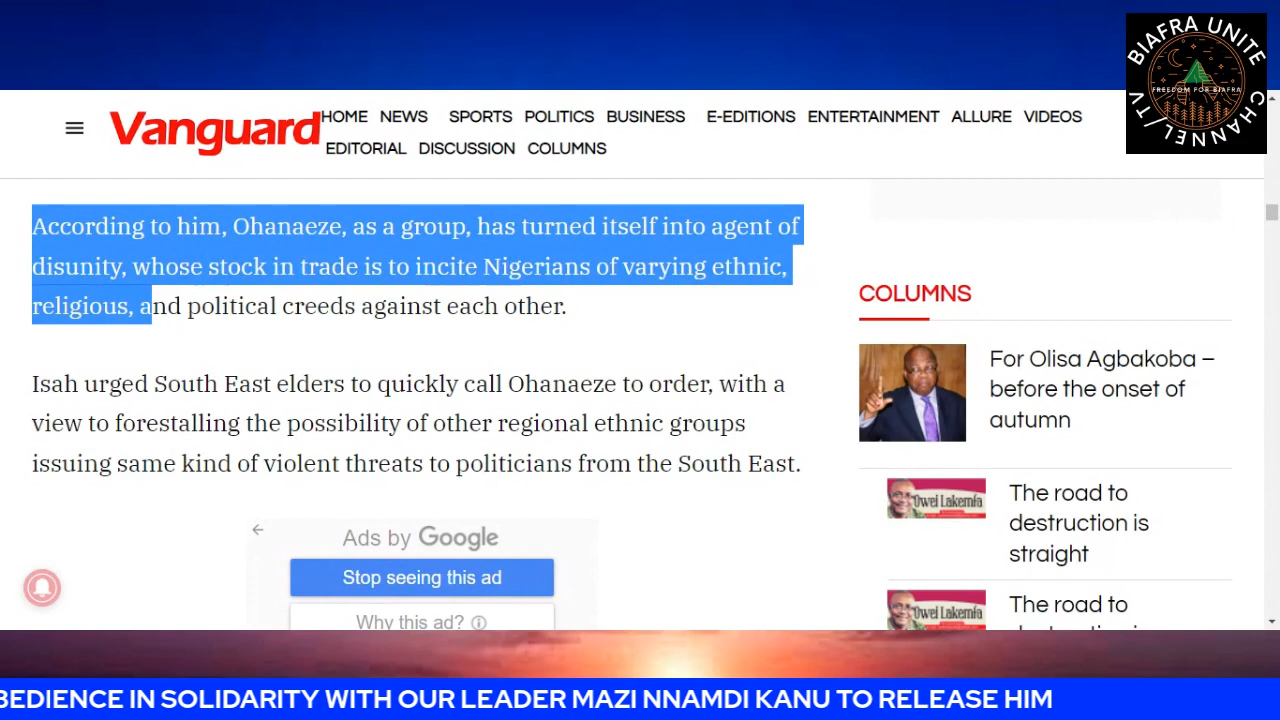 BIAFRA UNITE
FREEDOM FOR BIAFRA
CHANNEL/TV
Vanguard
HOME NEWS SPORTS POLITICS BUSINESS E-EDITIONS ENTERTAINMENT ALLURE VIDEOS
EDITORIAL DISCUSSION COLUMNS
According to him, Ohanaeze, as a group, has turned itself into agent of
disunity, whose stock in trade is to incite Nigerians of varying ethnic,
religious, and political creeds against each other.
Isah urged South East elders to quickly call Ohanaeze to order, with a
view to forestalling the possibility of other regional ethnic groups
issuing same kind of violent threats to politicians from the South East.
Ads by Google
Stop seeing this ad
Why this ad?
COLUMNS
For Olisa Agbakoba –
before the onset of
autumn
Owei Lakemfa
The road to
destruction is
straight
Owei Lakemfa
The road to
BEDIENCE IN SOLIDARITY WITH OUR LEADER MAZI NNAMDI KANU TO RELEASE HIM